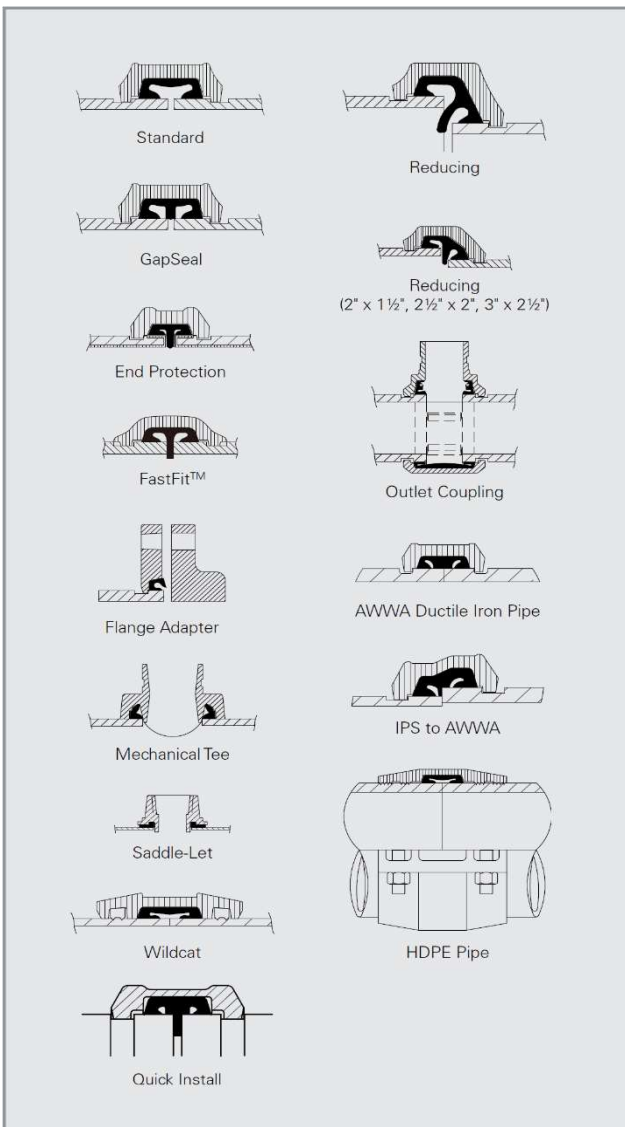 Standard
GapSeal
End Protection
FastFit™
Flange Adapter
Mechanical Tee
Saddle-Let
Wildcat
Quick Install
Reducing
Reducing
(2" x 1½", 2½" x 2", 3" x 2½")
Outlet Coupling
AWWA Ductile Iron Pipe
IPS to AWWA
HDPE Pipe